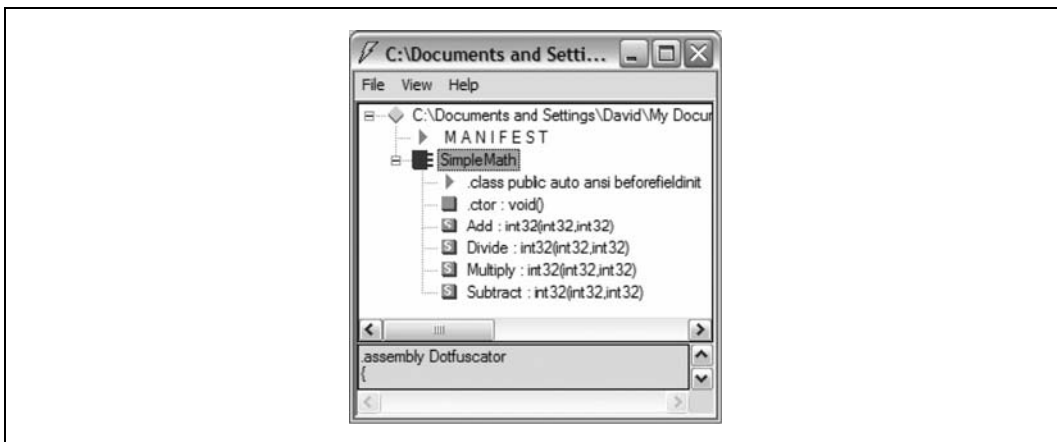 C:\Documents and Setti...
File View Help
C:\Documents and Settings\David\My Docur
M A N I F E S T
SimpleMath
.class public auto ansi beforefieldinit
.ctor : void()
S Add : int32(int32,int32)
S Divide : int32(int32,int32)
S Multiply : int32(int32,int32)
S Subtract : int32(int32,int32)
.assembly Dotfuscator
{